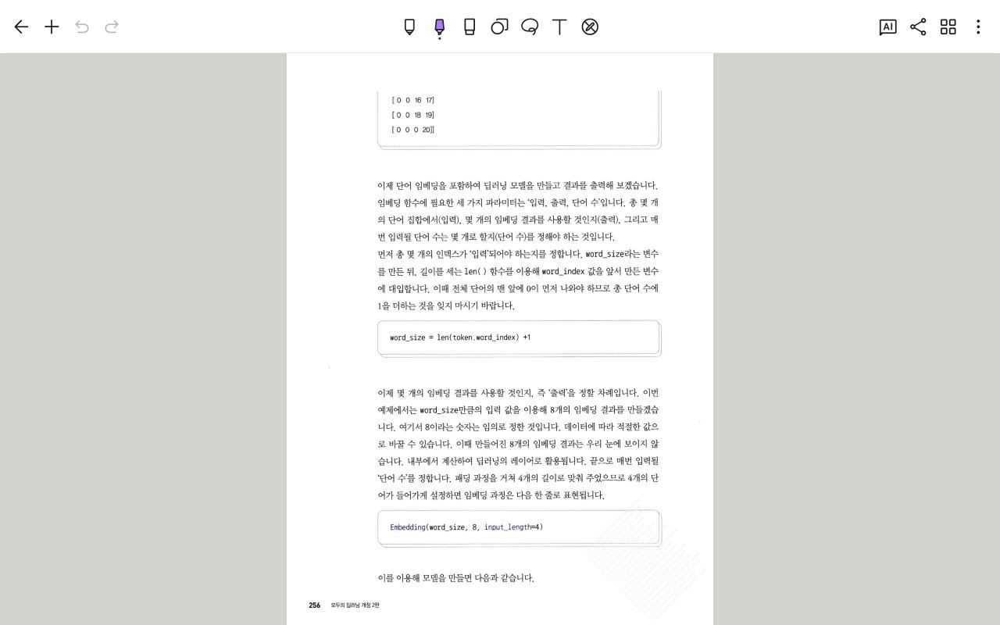 AI
[ 0 0 16 17]
[ 0 0 18 19]
[ 0 0 0 20]]
이제 단어 임베딩을 포함하여 딥러닝 모델을 만들고 결과를 출력해 보겠습니다.
임베딩 함수에 필요한 세 가지 파라미터는 '입력, 출력, 단어 수'입니다. 총 몇 개
의 단어 집합에서(입력), 몇 개의 임베딩 결과를 사용할 것인지(출력), 그리고 매
번 입력될 단어 수는 몇 개로 할지(단어 수)를 정해야 하는 것입니다.
먼저 총 몇 개의 인덱스가 '입력'되어야 하는지를 정합니다. word_size라는 변수
를 만든 뒤, 길이를 세는 len( ) 함수를 이용해 word_index 값을 앞서 만든 변수
에 대입합니다. 이때 전체 단어의 맨 앞에 0이 먼저 나와야 하므로 총 단어 수에
1을 더하는 것을 잊지 마시기 바랍니다.
word_size = len(token.word_index) +1
이제 몇 개의 임베딩 결과를 사용할 것인지, 즉 '출력'을 정할 차례입니다. 이번
예제에서는 word_size만큼의 입력 값을 이용해 8개의 임베딩 결과를 만들겠습
니다. 여기서 8이라는 숫자는 임의로 정한 것입니다. 데이터에 따라 적절한 값으
로 바꿀 수 있습니다. 이때 만들어진 8개의 임베딩 결과는 우리 눈에 보이지 않
습니다. 내부에서 계산하여 딥러닝의 레이어로 활용됩니다. 끝으로 매번 입력될
'단어 수'를 정합니다. 패딩 과정을 거쳐 4개의 길이로 맞춰 주었으므로 4개의 단
어가 들어가게 설정하면 임베딩 과정은 다음 한 줄로 표현됩니다.
Embedding(word_size, 8, input_length=4)
이를 이용해 모델을 만들면 다음과 같습니다.
256 모두의 딥러닝 개정 2판